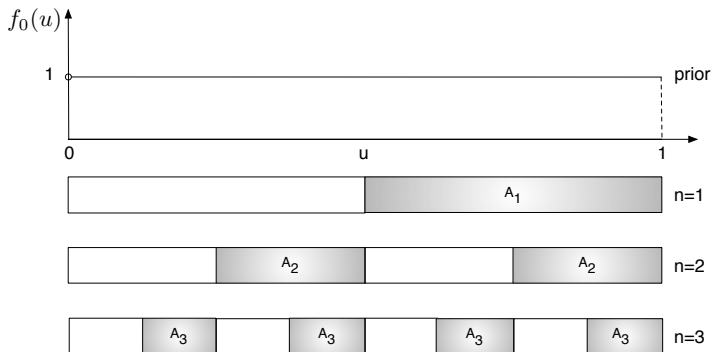 f₀(u)
1 prior
0 u 1
A₁ n=1
A₂ A₂ n=2
A₃ A₃ A₃ A₃ n=3